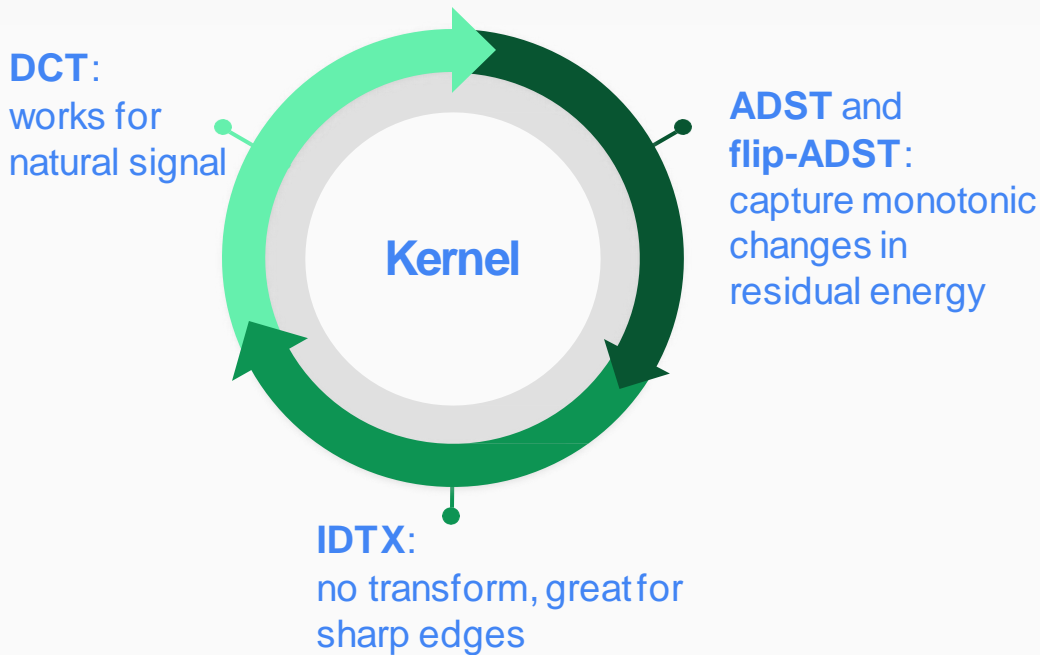 DCT:
works for
natural signal
ADST and
flip-ADST:
capture monotonic
changes in
residual energy
Kernel
IDTX:
no transform, great for
sharp edges